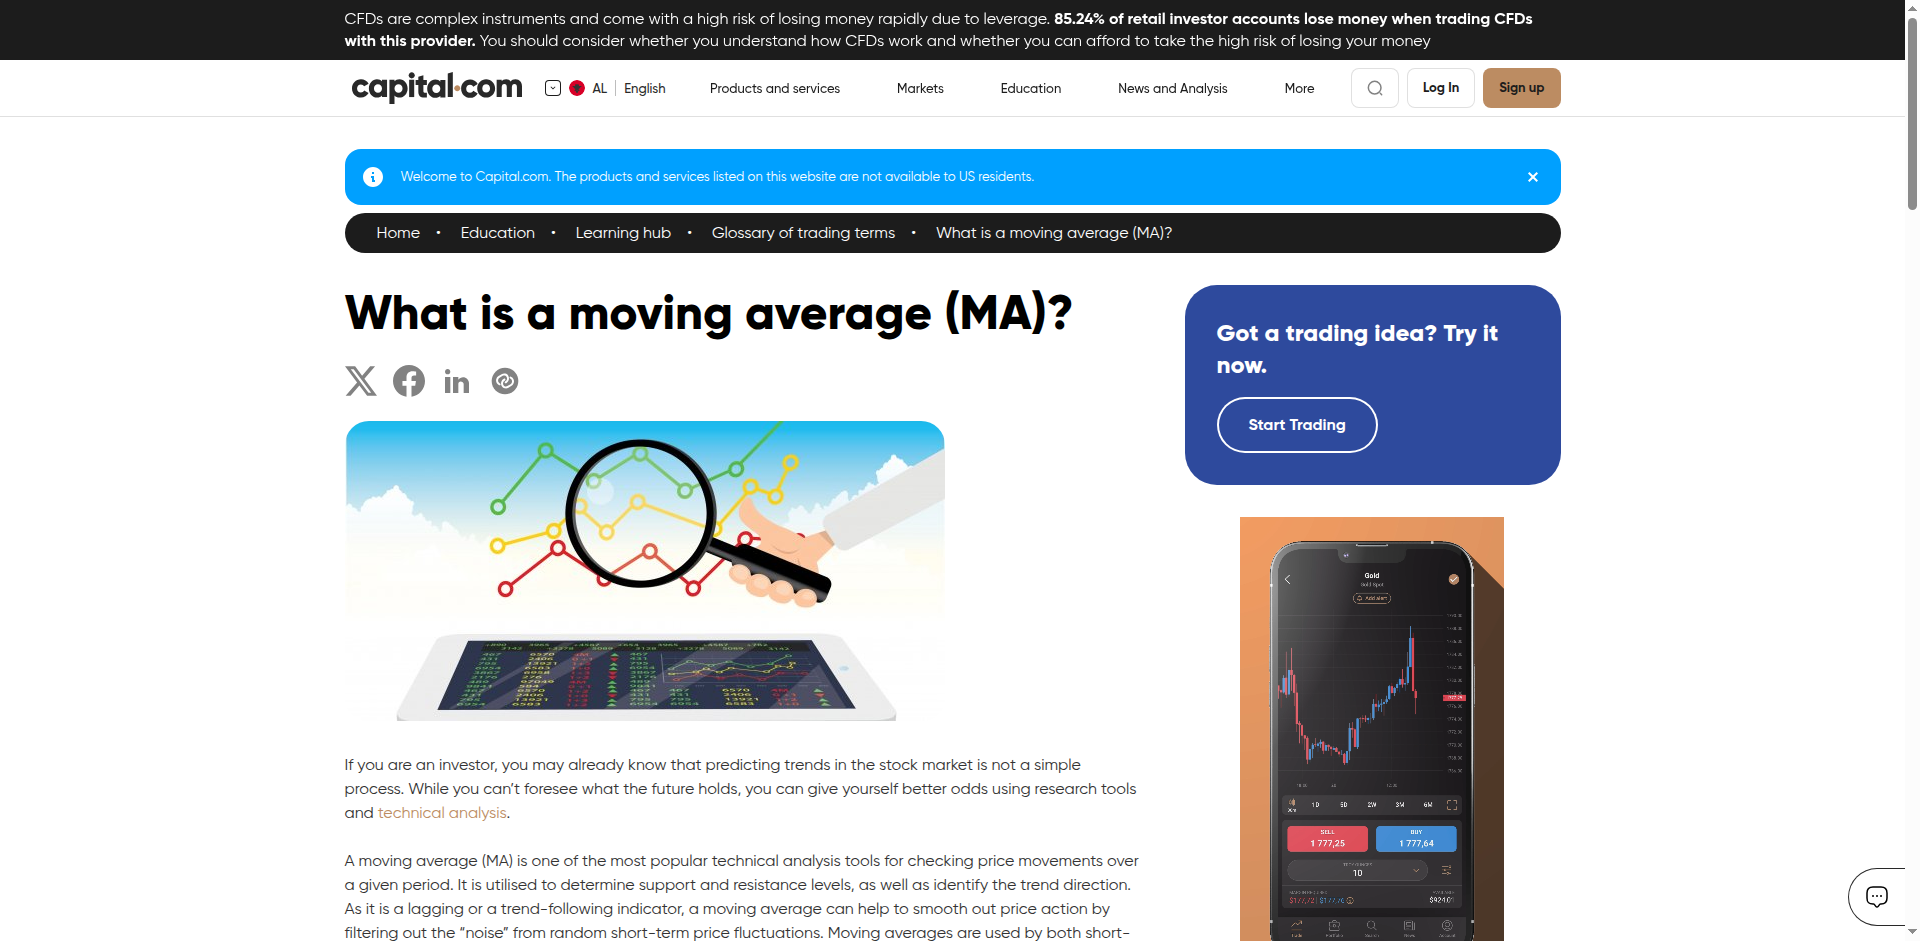 CFDs are complex instruments and come with a high risk of losing money rapidly due to leverage. 85.24% of retail investor accounts lose money when trading CFDs
with this provider. You should consider whether you understand how CFDs work and whether you can afford to take the high risk of losing your money
capital.com
AL English
Products and services
Markets
Education
News and Analysis
More
Log In
Sign up
Welcome to Capital.com. The products and services listed on this website are not available to US residents.
Home • Education • Learning hub • Glossary of trading terms • What is a moving average (MA)?
What is a moving average (MA)?
If you are an investor, you may already know that predicting trends in the stock market is not a simple
process. While you can’t foresee what the future holds, you can give yourself better odds using research tools
and technical analysis.
A moving average (MA) is one of the most popular technical analysis tools for checking price movements over
a given period. It is utilised to determine support and resistance levels, as well as identify the trend direction.
As it is a lagging or a trend-following indicator, a moving average can help to smooth out price action by
filtering out the “noise” from random short-term price fluctuations. Moving averages are used by both short-
Got a trading idea? Try it
now.
Start Trading
Gold
Gold Spot
Add alert
1D 5D 2W 3M 6M
SELL BUY
1 777,25 1 777,64
10
$924.01